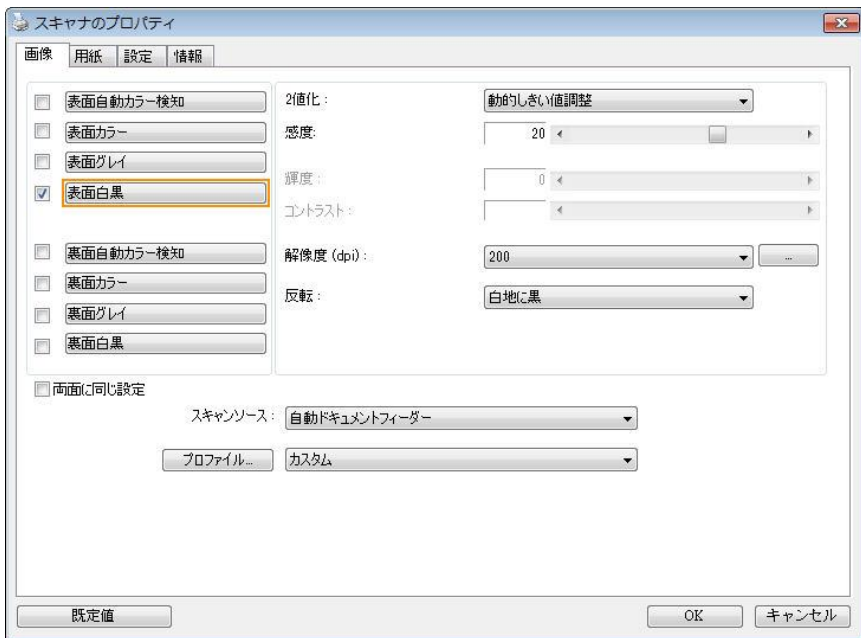 スキャナのプロパティ
画像 用紙 設定 情報
表面自動カラー検知
表面カラー
表面グレイ
表面白黒
裏面自動カラー検知
裏面カラー
裏面グレイ
裏面白黒
2値化： 動的しきい値調整
感度: 20
輝度： 0
コントラスト：
解像度 (dpi)： 200 ...
反転： 白地に黒
両面に同じ設定
スキャンソース： 自動ドキュメントフィーダー
プロファイル... カスタム
既定値 OK キャンセル